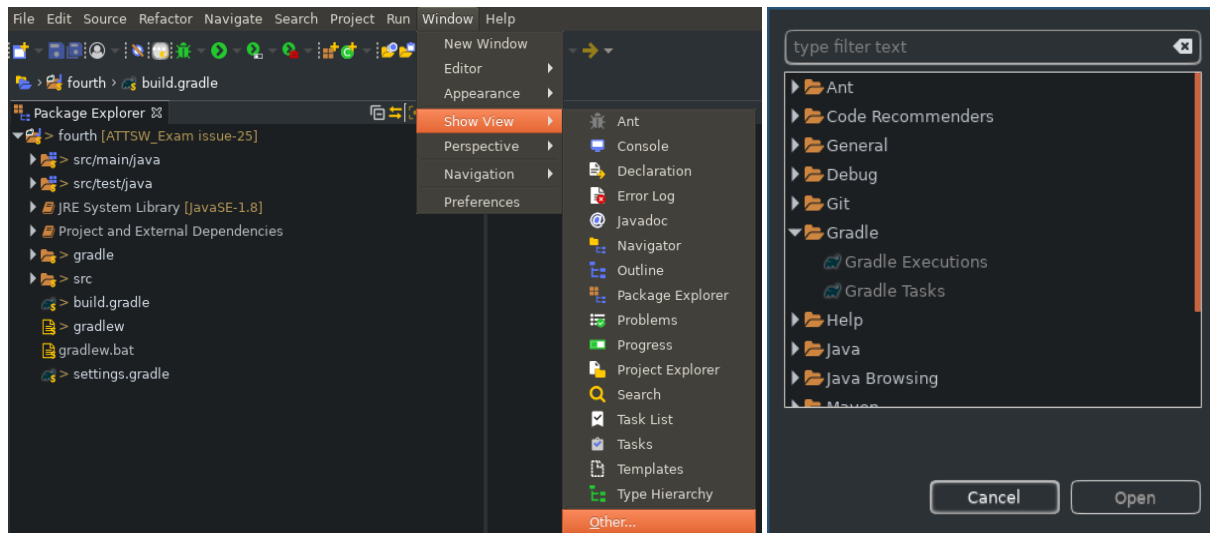 File Edit Source Refactor Navigate Search Project Run Window Help
fourth › build.gradle
Package Explorer
> fourth [ATTSW_Exam issue-25]
> src/main/java
> src/test/java
JRE System Library [JavaSE-1.8]
Project and External Dependencies
> gradle
> src
> build.gradle
> gradlew
gradlew.bat
> settings.gradle
New Window
Editor
Appearance
Show View
Perspective
Navigation
Preferences
Ant
Console
Declaration
Error Log
Javadoc
Navigator
Outline
Package Explorer
Problems
Progress
Project Explorer
Search
Task List
Tasks
Templates
Type Hierarchy
Other...
type filter text
Ant
Code Recommenders
General
Debug
Git
Gradle
Gradle Executions
Gradle Tasks
Help
Java
Java Browsing
Maven
Cancel
Open